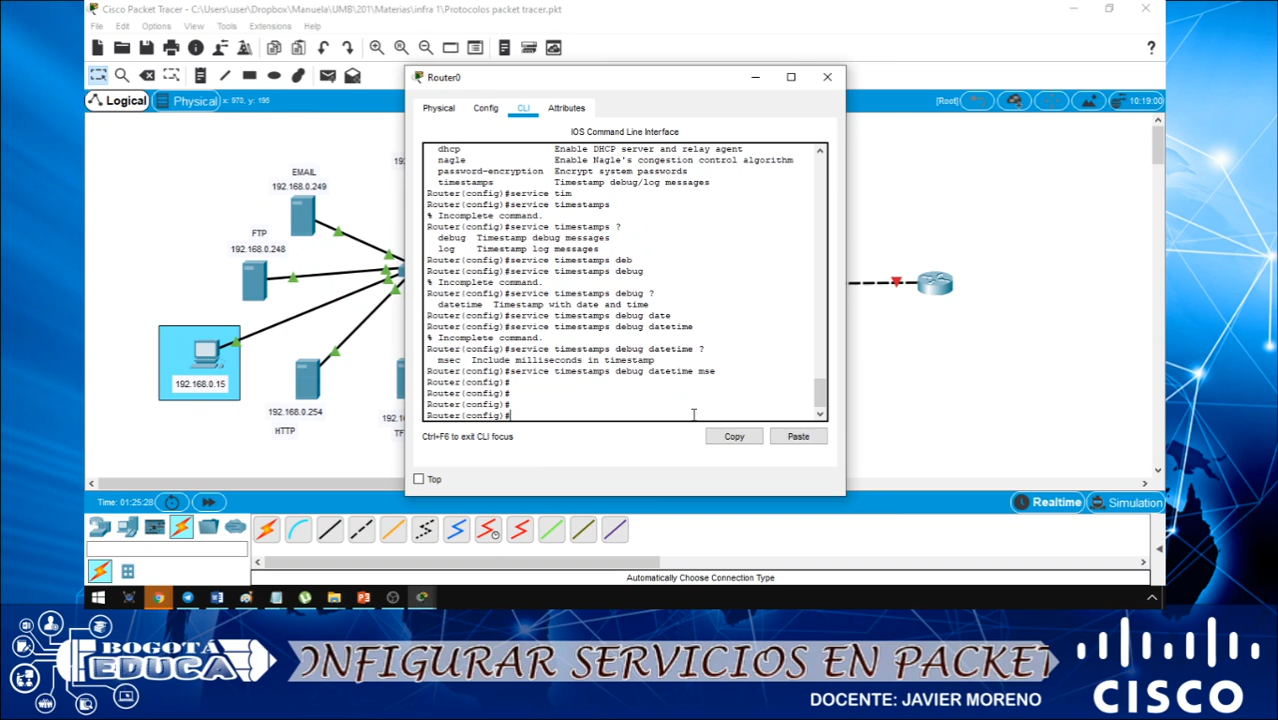 Cisco Packet Tracer - C:\Users\user\Dropbox\Manuela\UMB\201\Materias\infra 1\Protocolos packet tracer.pkt
File Edit Options View Tools Extensions Help
?
Logical Physical x: 970, y: 195
[Root] 10:19:00
Router0
Physical Config CLI Attributes
IOS Command Line Interface
dhcp Enable DHCP server and relay agent
nagle Enable Nagle's congestion control algorithm
password-encryption Encrypt system passwords
timestamps Timestamp debug/log messages
Router(config)#service tim
Router(config)#service timestamps
% Incomplete command.
Router(config)#service timestamps ?
debug Timestamp debug messages
log Timestamp log messages
Router(config)#service timestamps deb
Router(config)#service timestamps debug
% Incomplete command.
Router(config)#service timestamps debug ?
datetime Timestamp with date and time
Router(config)#service timestamps debug date
Router(config)#service timestamps debug datetime
% Incomplete command.
Router(config)#service timestamps debug datetime ?
msec Include milliseconds in timestamp
Router(config)#service timestamps debug datetime mse
Router(config)#
Router(config)#
Router(config)#
Router(config)#
Ctrl+F6 to exit CLI focus
Copy Paste
Top
EMAIL
192.168.0.249
FTP
192.168.0.248
192.168.0.15
192.168.0.254
HTTP
192.1
TF
Time: 01:25:28
Realtime Simulation
Automatically Choose Connection Type
BOGOTÁ
EDUCA
ONFIGURAR SERVICIOS EN PACKET
DOCENTE: JAVIER MORENO
CISCO